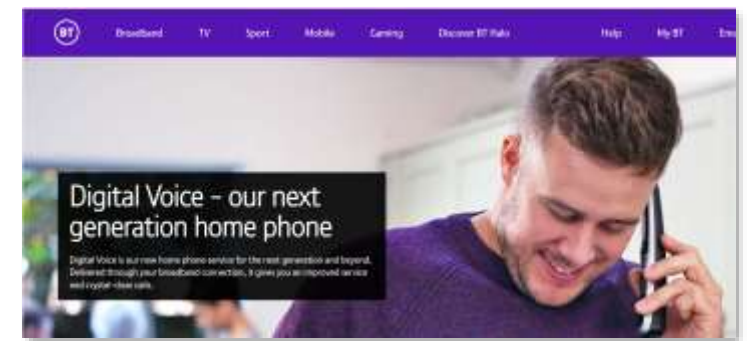 BT Broadband TV Sport Mobile Gaming Discover BT Halo Help My BT
Digital Voice – our next
generation home phone
Digital Voice is our new home phone service for the next generation and beyond.
Delivered through your broadband connection, it gives you an improved service
and crystal-clear calls.